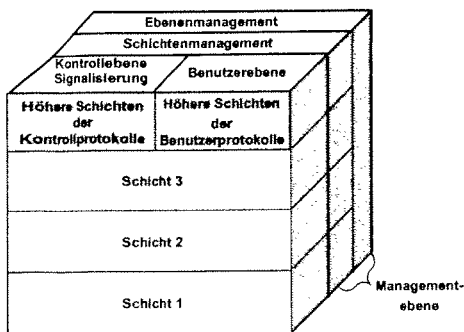 Ebenenmanagement
Schichtenmanagement
Kontrollebene
Signalisierung
Benutzerebene
Höhere Schichten
der
Kontrollprotokolle
Höhere Schichten
der
Benutzerprotokolle
Schicht 3
Schicht 2
Schicht 1
Management-
ebene